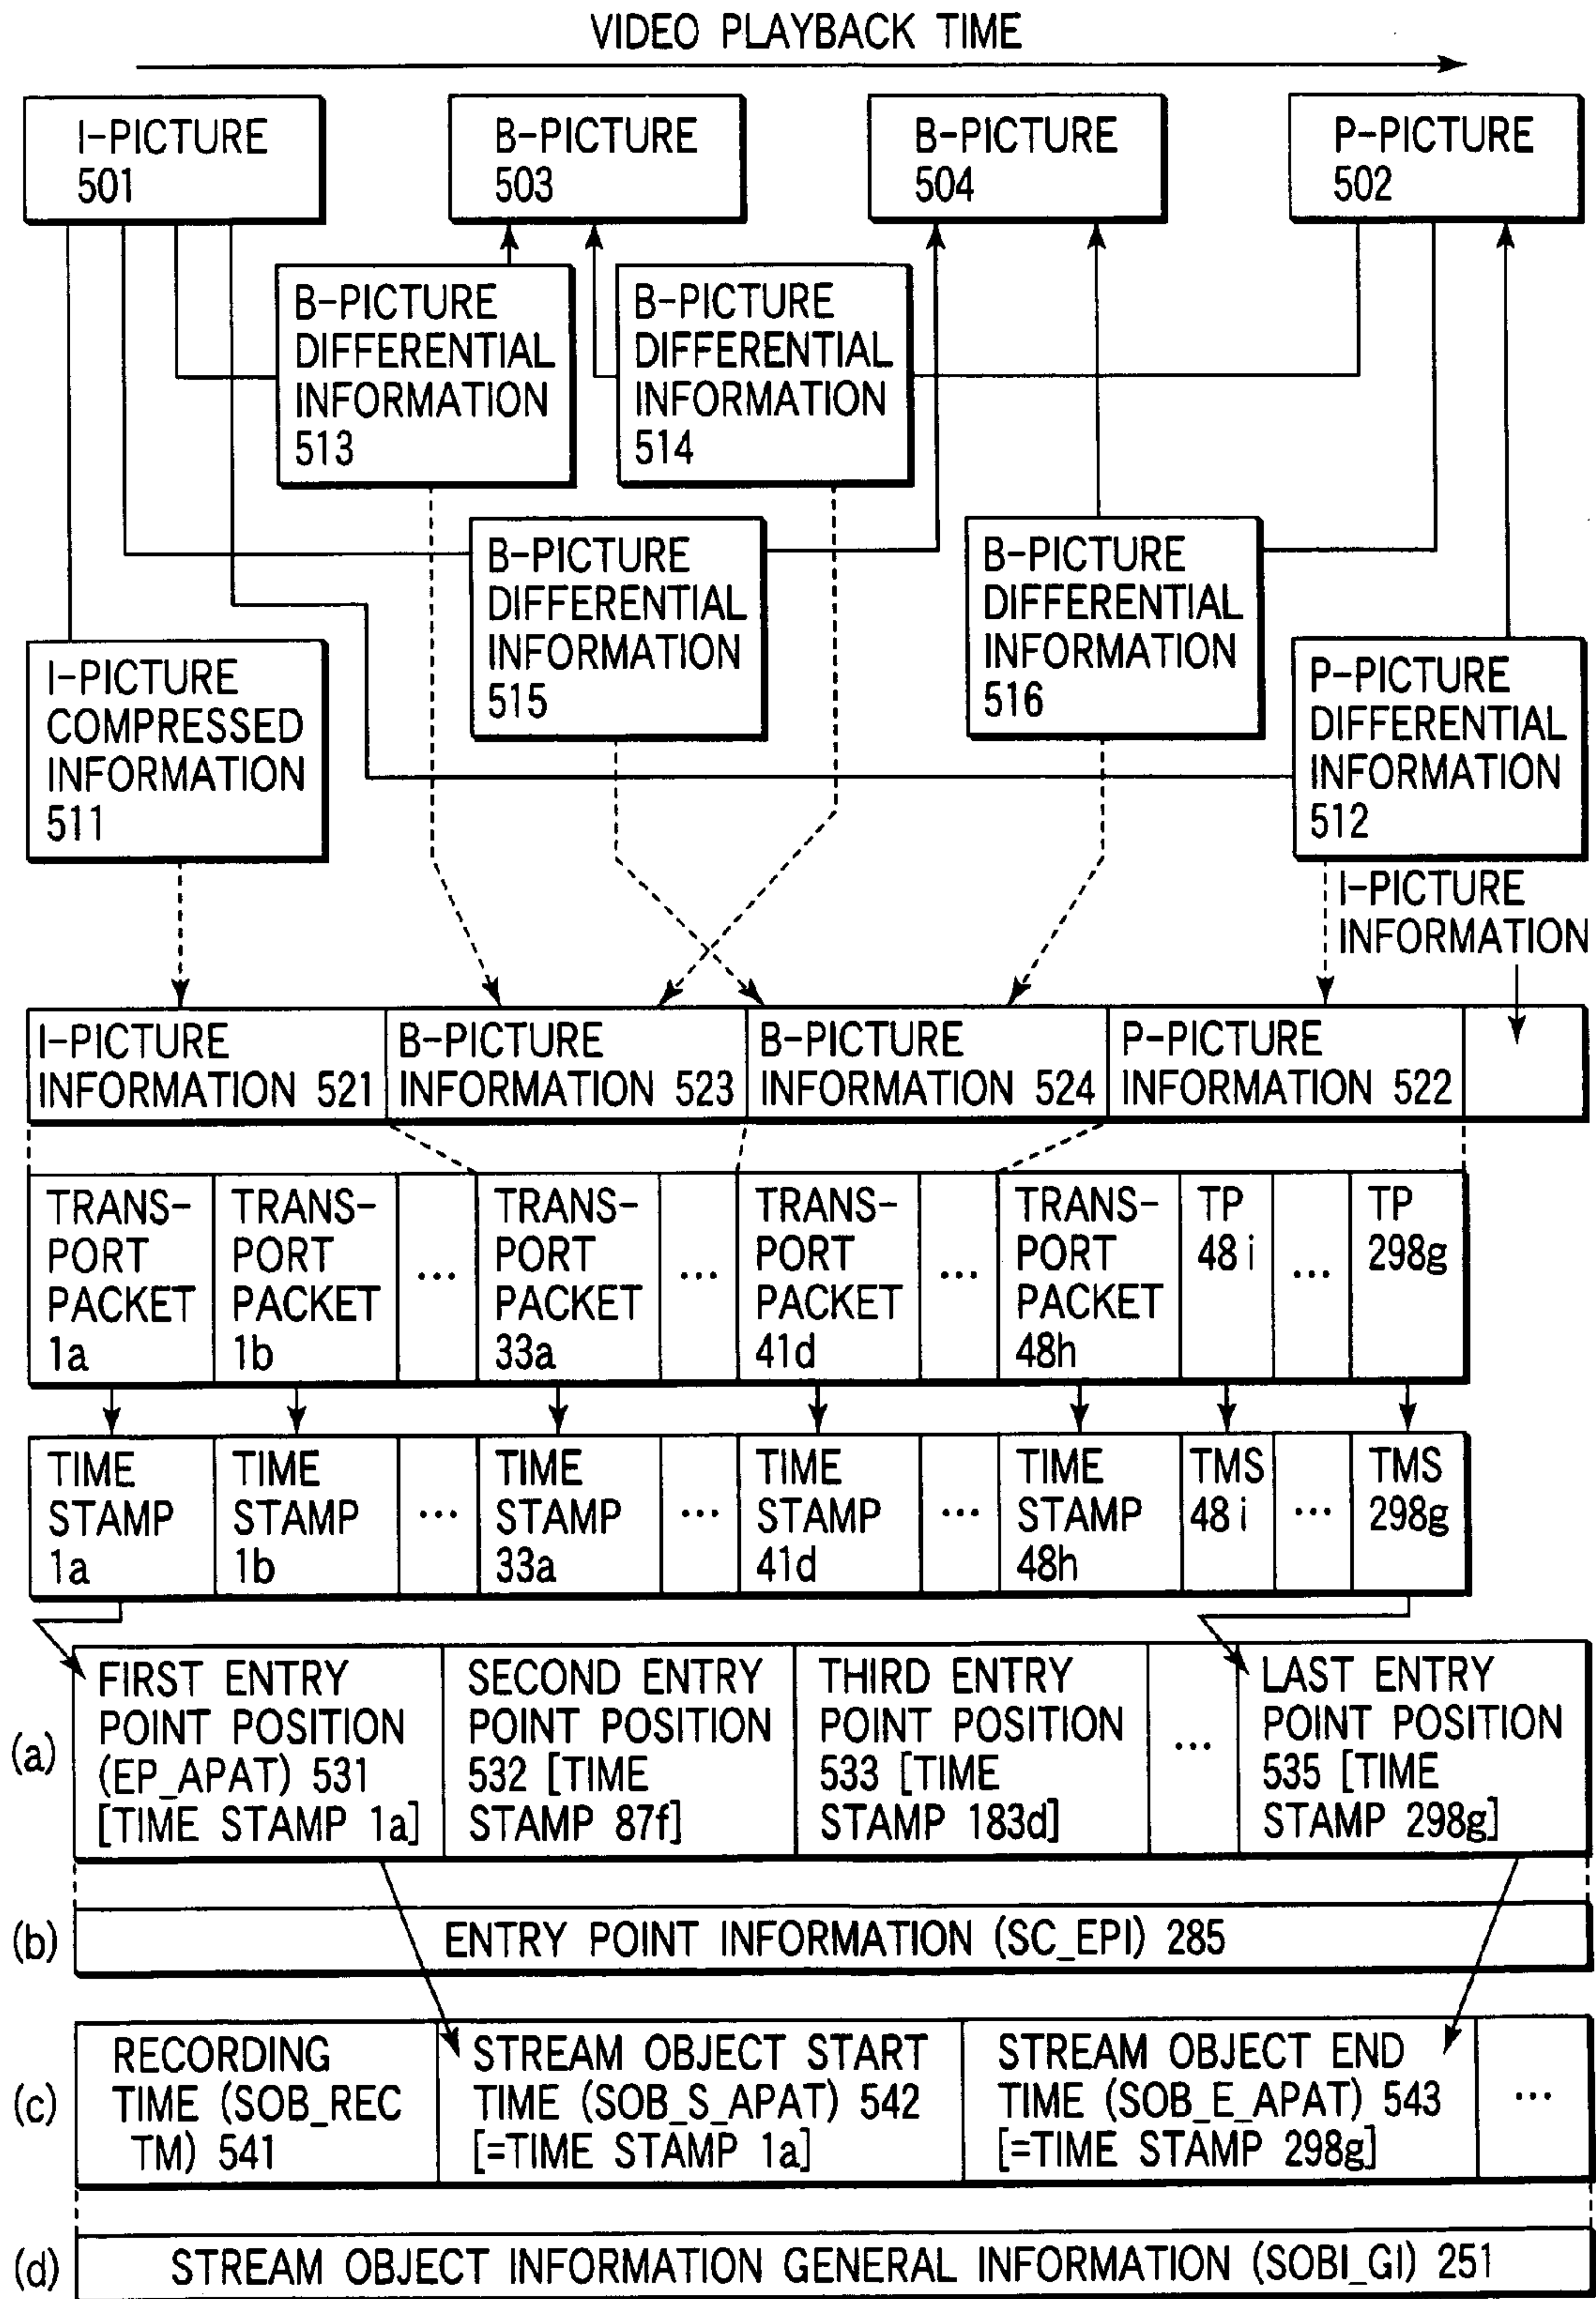 VIDEO PLAYBACK TIME
I-PICTURE
501
B-PICTURE
503
B-PICTURE
504
P-PICTURE
502
B-PICTURE
DIFFERENTIAL
INFORMATION
513
B-PICTURE
DIFFERENTIAL
INFORMATION
514
B-PICTURE
DIFFERENTIAL
INFORMATION
515
B-PICTURE
DIFFERENTIAL
INFORMATION
516
I-PICTURE
COMPRESSED
INFORMATION
511
P-PICTURE
DIFFERENTIAL
INFORMATION
512
I-PICTURE
INFORMATION
I-PICTURE
INFORMATION 521
B-PICTURE
INFORMATION 523
B-PICTURE
INFORMATION 524
P-PICTURE
INFORMATION 522
TRANS-
PORT
PACKET
1a
TRANS-
PORT
PACKET
1b
...
TRANS-
PORT
PACKET
33a
...
TRANS-
PORT
PACKET
41d
...
TRANS-
PORT
PACKET
48h
TP
48i
...
TP
298g
TIME
STAMP
1a
TIME
STAMP
1b
...
TIME
STAMP
33a
...
TIME
STAMP
41d
...
TIME
STAMP
48h
TMS
48i
...
TMS
298g
(a)
FIRST ENTRY
POINT POSITION
(EP_APAT) 531
[TIME STAMP 1a]
SECOND ENTRY
POINT POSITION
532 [TIME
STAMP 87f]
THIRD ENTRY
POINT POSITION
533 [TIME
STAMP 183d]
...
LAST ENTRY
POINT POSITION
535 [TIME
STAMP 298g]
(b)
ENTRY POINT INFORMATION (SC_EPI) 285
(c)
RECORDING
TIME (SOB_REC
TM) 541
STREAM OBJECT START
TIME (SOB_S_APAT) 542
[=TIME STAMP 1a]
STREAM OBJECT END
TIME (SOB_E_APAT) 543
[=TIME STAMP 298g]
...
(d)
STREAM OBJECT INFORMATION GENERAL INFORMATION (SOBI_GI) 251